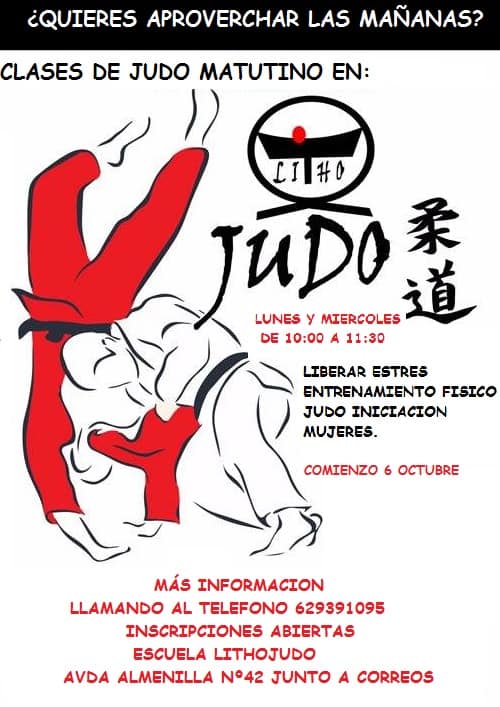 ¿QUIERES APROVERCHAR LAS MAÑANAS?
CLASES DE JUDO MATUTINO EN:
LITHO
JUDO
柔道
LUNES Y MIERCOLES
DE 10:00 A 11:30
LIBERAR ESTRES
ENTRENAMIENTO FISICO
JUDO INICIACION
MUJERES.
COMIENZO 6 OCTUBRE
MÁS INFORMACION
LLAMANDO AL TELEFONO 629391095
INSCRIPCIONES ABIERTAS
ESCUELA LITHOJUDO
AVDA ALMENILLA Nº42 JUNTO A CORREOS